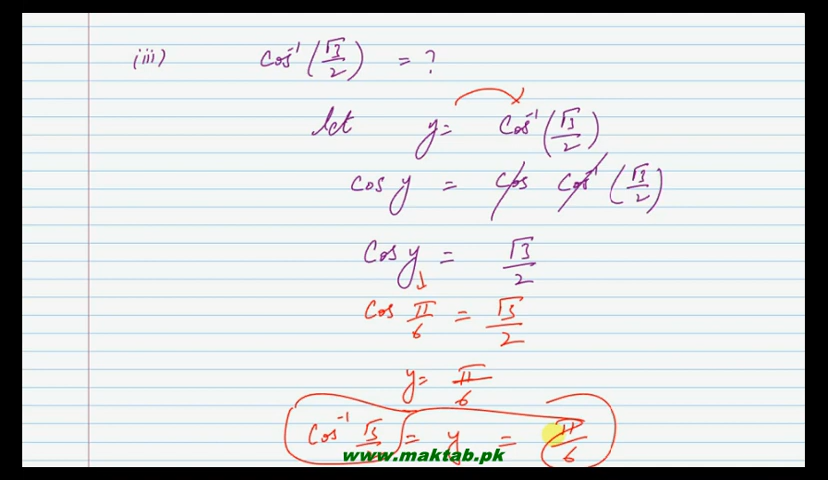 (iii) Cos⁻¹(√3/2) = ?
let y = Cos⁻¹(√3/2)
Cos y = Cos Cos⁻¹(√3/2)
Cos y = √3/2
Cos π/6 = √3/2
y = π/6
Cos⁻¹ √3/ = y = π/6
www.maktab.pk